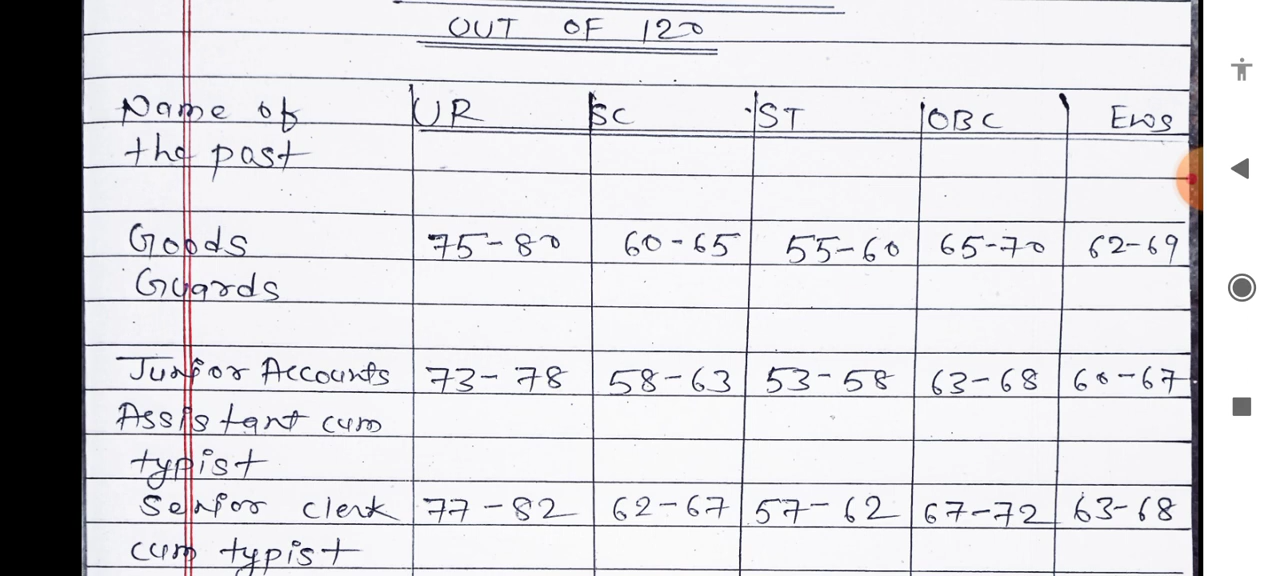 OUT OF 120
Name of the past UR SC ST OBC Ews
Goods Guards 75-80 60-65 55-60 65-70 62-69
Junior Accounts Assistant cum typist 73-78 58-63 53-58 63-68 60-67
Senior clerk cum typist 77-82 62-67 57-62 67-72 63-68